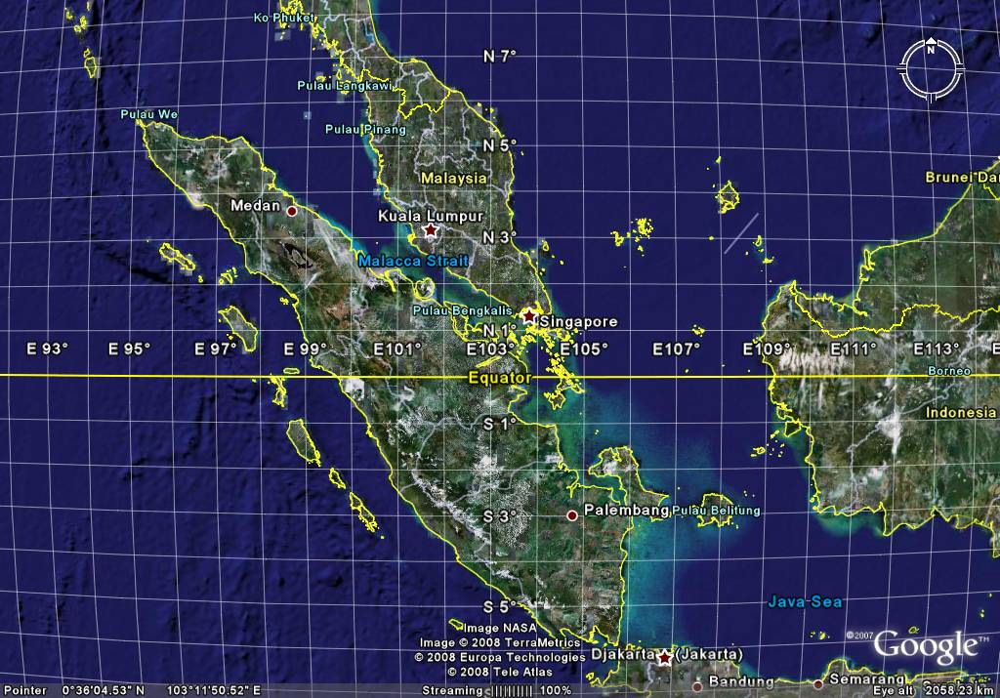 Ko Phuket
N
N 7°
Pulau Langkawi
Pulau We
Pulau Pinang
N 5°
Malaysia
Brunei Dar
Medan
Kuala Lumpur
N 3°
Malacca Strait
Pulau Bengkalis
Singapore
N 1°
E 93°
E 95°
E 97°
E 99°
E101°
E103°
E105°
E107°
E109°
E111°
E113°
E
Equator
Borneo
Indonesia
S 1°
S 3°
Palembang
Pulau Belitung
Java Sea
S 5°
Image NASA
Image © 2008 TerraMetrics
© 2008 Europa Technologies
© 2008 Tele Atlas
©2007 Google™
Djakarta (Jakarta)
Bandung
Semarang
Pointer 0°36'04.53" N 103°11'50.52" E
Streaming |||||||||| 100%
Eye alt 2058.23 km